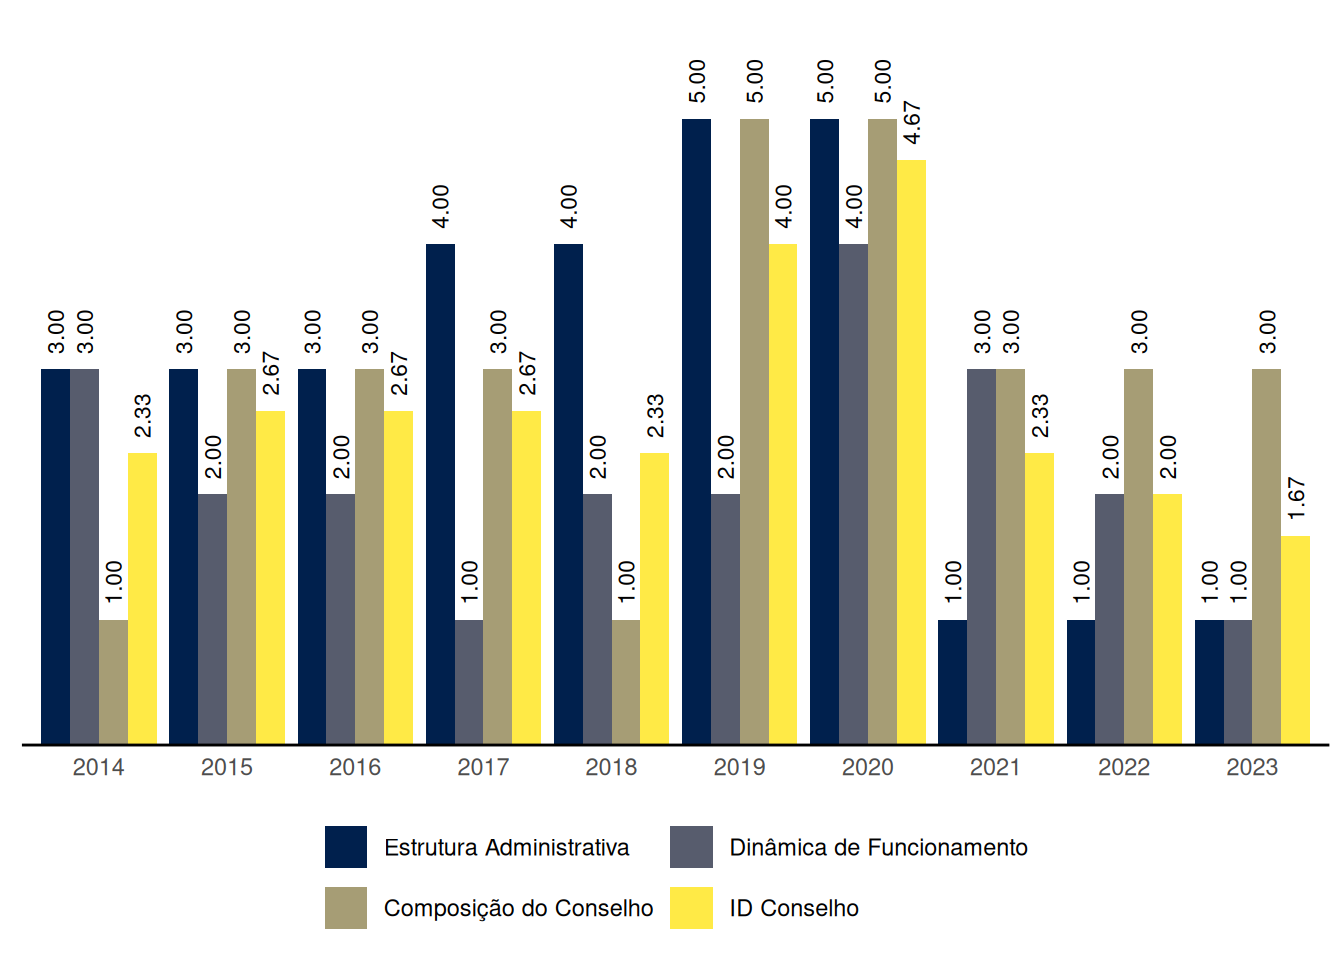 5.00 5.00 5.00 5.00
4.67
4.00 4.00 4.00 4.00
3.00 3.00 3.00 3.00 3.00 3.00 3.00 3.00 3.00 3.00 3.00
2.67 2.67 2.67
2.33 2.33 2.33
2.00 2.00 2.00 2.00 2.00 2.00
1.67
1.00 1.00 1.00 1.00 1.00 1.00 1.00
2014 2015 2016 2017 2018 2019 2020 2021 2022 2023
Estrutura Administrativa Dinâmica de Funcionamento
Composição do Conselho ID Conselho